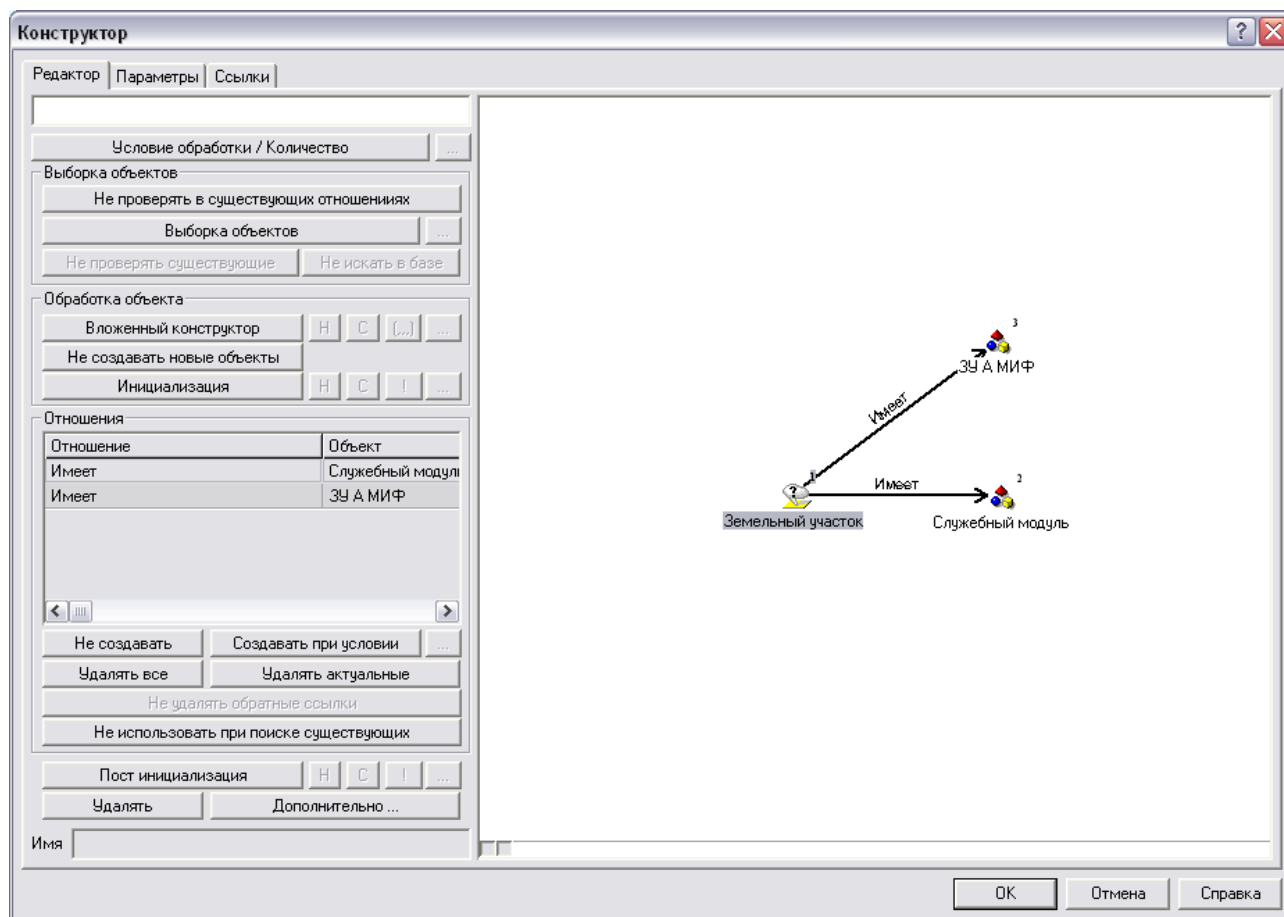 Конструктор
Редактор Параметры Ссылки
Условие обработки / Количество ...
Выборка объектов
Не проверять в существующих отношенииях
Выборка объектов ...
Не проверять существующие Не искать в базе
Обработка объекта
Вложенный конструктор Н С (,,,) ...
Не создавать новые объекты
Инициализация Н С ! ...
Отношения
Отношение Объект
Имеет Служебный модул
Имеет ЗУ А МИФ
Не создавать Создавать при условии ...
Удалять все Удалять актуальные
Не удалять обратные ссылки
Не использовать при поиске существующих
Пост инициализация Н С ! ...
Удалять Дополнительно ...
Имя
3
ЗУ А МИФ
Имеет
1
Земельный участок
Имеет
2
Служебный модуль
OK Отмена Справка